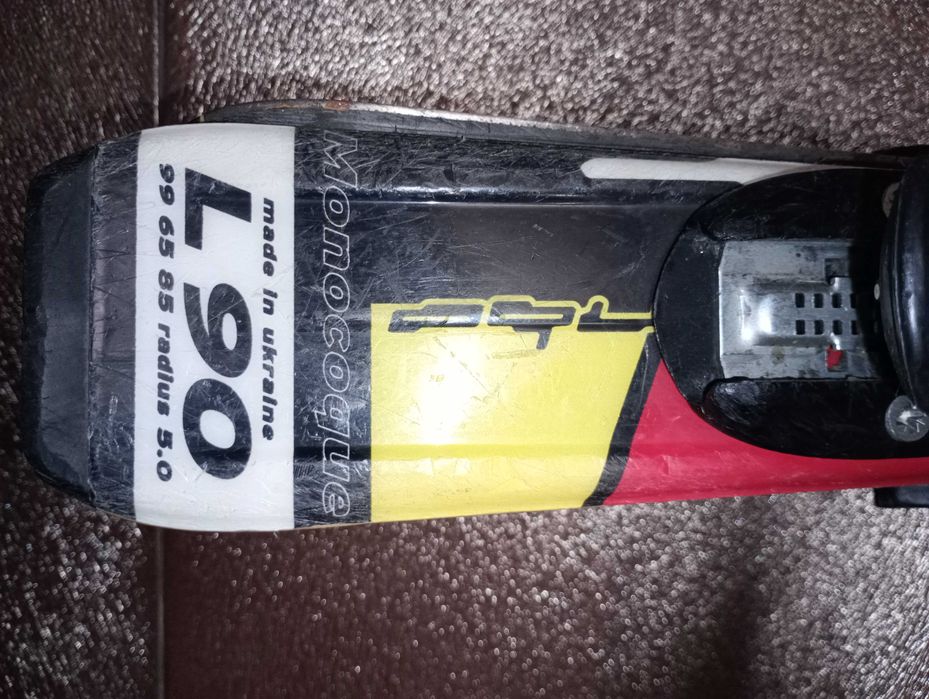 Monocoque
made in ukraine
L90
99 65 85 radius 5.0